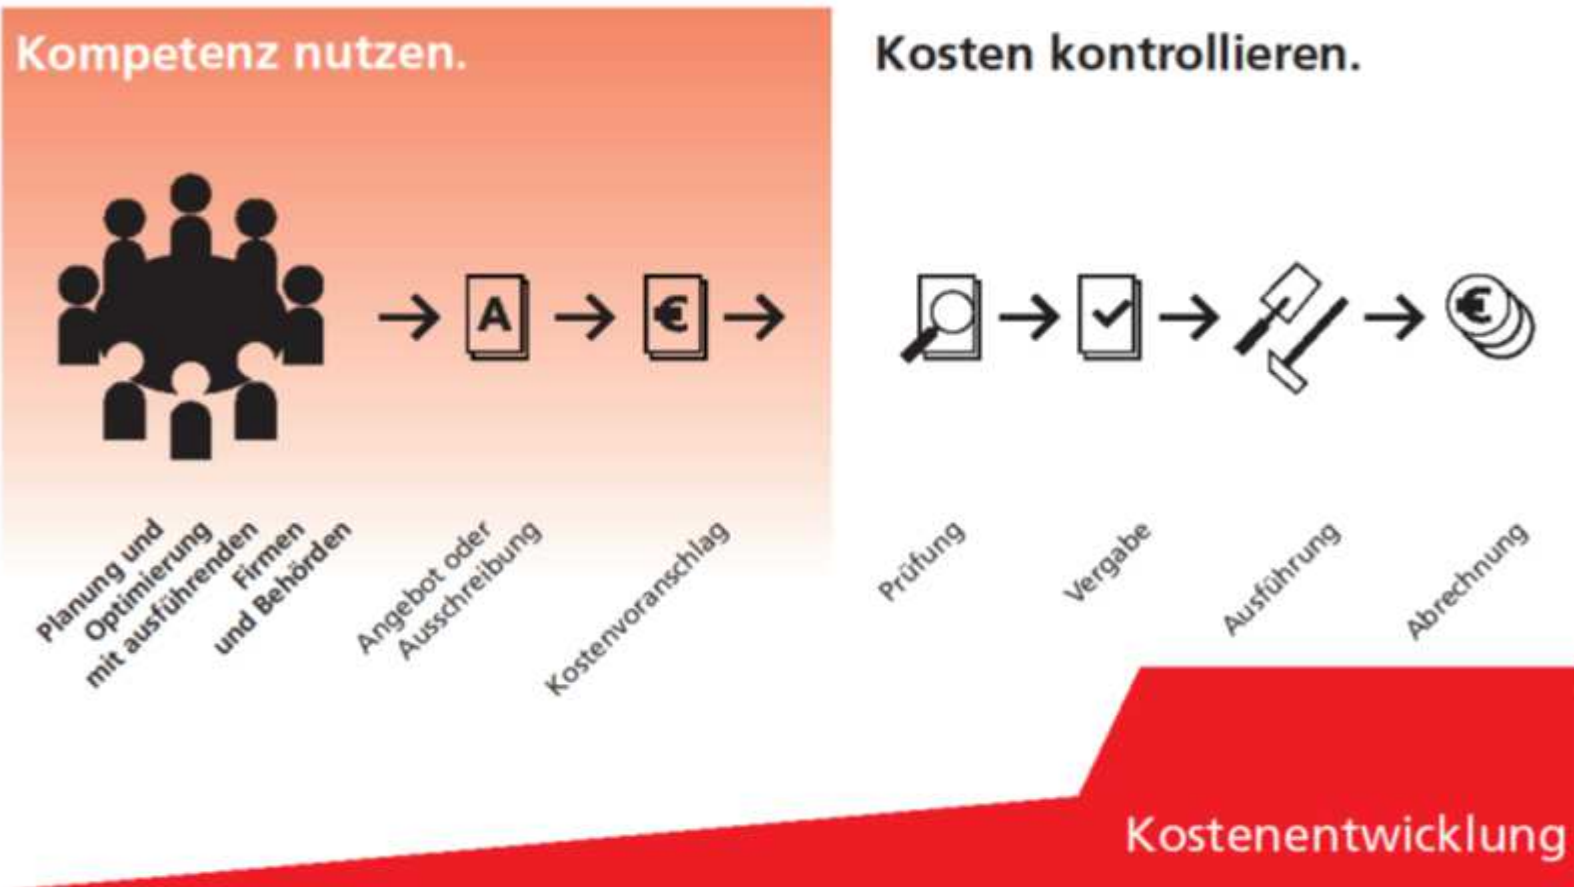 Kompetenz nutzen.
Kosten kontrollieren.
A
€
€
Planung und
Optimierung
mit ausführenden
Firmen
und Behörden
Angebot oder
Ausschreibung
Kostenvoranschlag
Prüfung
Vergabe
Ausführung
Abrechnung
Kostenentwicklung